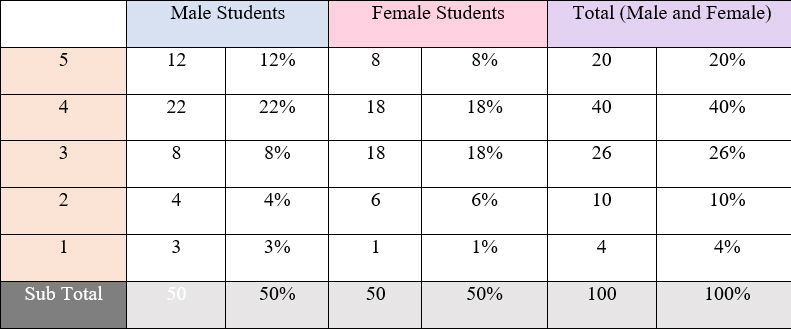 Male Students Female Students Total (Male and Female)
5 12 12% 8 8% 20 20%
4 22 22% 18 18% 40 40%
3 8 8% 18 18% 26 26%
2 4 4% 6 6% 10 10%
1 3 3% 1 1% 4 4%
Sub Total 50 50% 50 50% 100 100%